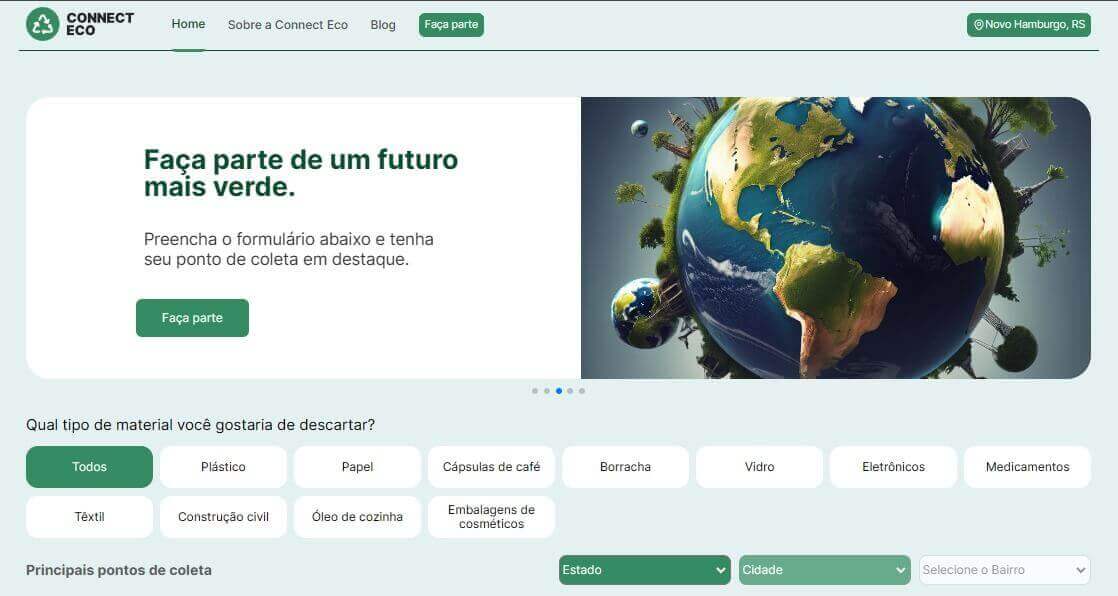 CONNECT
ECO
Home
Sobre a Connect Eco
Blog
Faça parte
Novo Hamburgo, RS
Faça parte de um futuro
mais verde.
Preencha o formulário abaixo e tenha
seu ponto de coleta em destaque.
Faça parte
Qual tipo de material você gostaria de descartar?
Todos
Plástico
Papel
Cápsulas de café
Borracha
Vidro
Eletrônicos
Medicamentos
Têxtil
Construção civil
Óleo de cozinha
Embalagens de
cosméticos
Principais pontos de coleta
Estado
Cidade
Selecione o Bairro